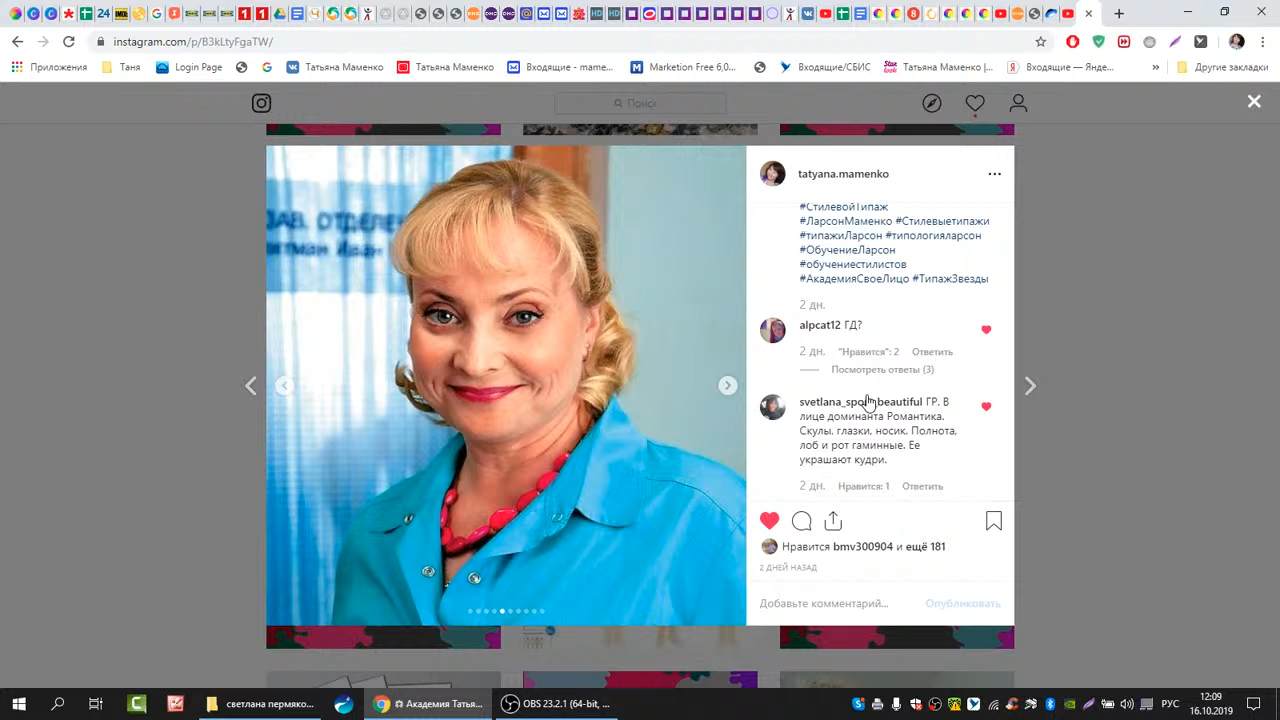 instagram.com/p/B3kLtyFgaTW/
Приложения
Таня
Login Page
Татьяна Маменко
Татьяна Маменко
Входящие - mame...
Marketion Free 6,0...
Входящие/СБИС
Татьяна Маменко |...
Входящие — Янде...
»
Другие закладки
Поиск
tatyana.mamenko
#СтилевойТипаж
#ЛарсонМаменко #Стилевыетипажи
#типажиЛарсон #типологияларсон
#ОбучениеЛарсон
#обучениестилистов
#АкадемияСвоеЛицо #ТипажЗвезды
2 дн.
alpcat12 ГД?
2 дн. "Нравится": 2 Ответить
Посмотреть ответы (3)
beautiful ГР. В
лице доминанта Романтика.
Скулы, глазки, носик. Полнота,
лоб и рот гаминные. Ее
украшают кудри.
2 дн. Нравится: 1 Ответить
Нравится bmv300904 и ещё 181
2 ДНЕЙ НАЗАД
Добавьте комментарий...
Опубликовать
светлана пермяко...
Академия Татья...
OBS 23.2.1 (64-bit, ...
РУС
12:09
16.10.2019